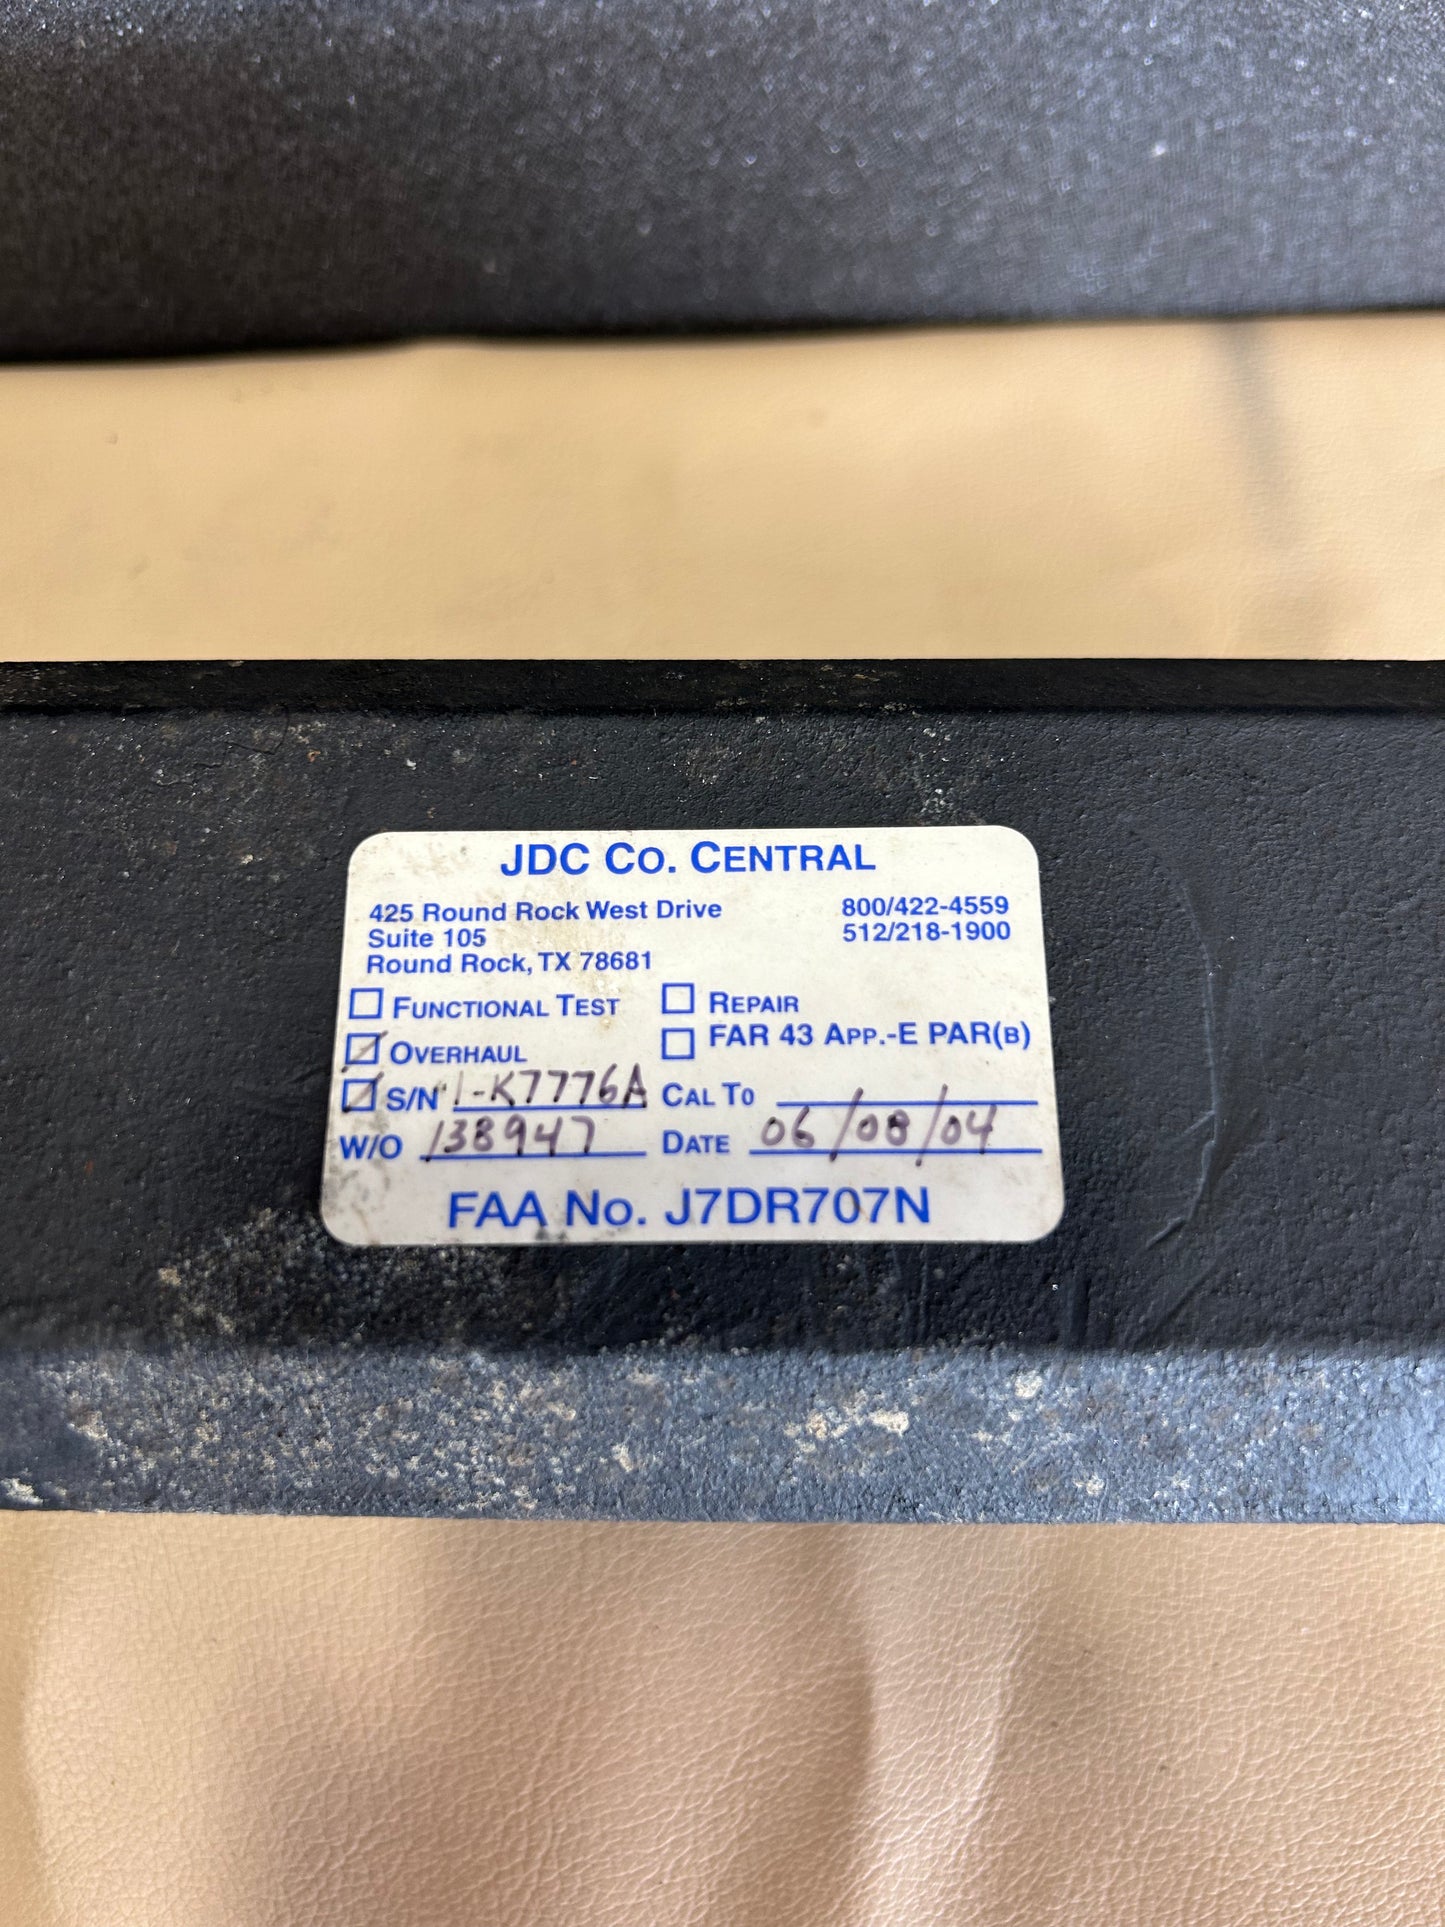 JDC Co. CENTRAL
425 Round Rock West Drive 800/422-4559
Suite 105 512/218-1900
Round Rock, TX 78681
FUNCTIONAL TEST REPAIR
OVERHAUL FAR 43 APP.-E PAR(B)
S/N 1-K7776A CAL TO
W/O 138947 DATE 06/08/04
FAA No. J7DR707N